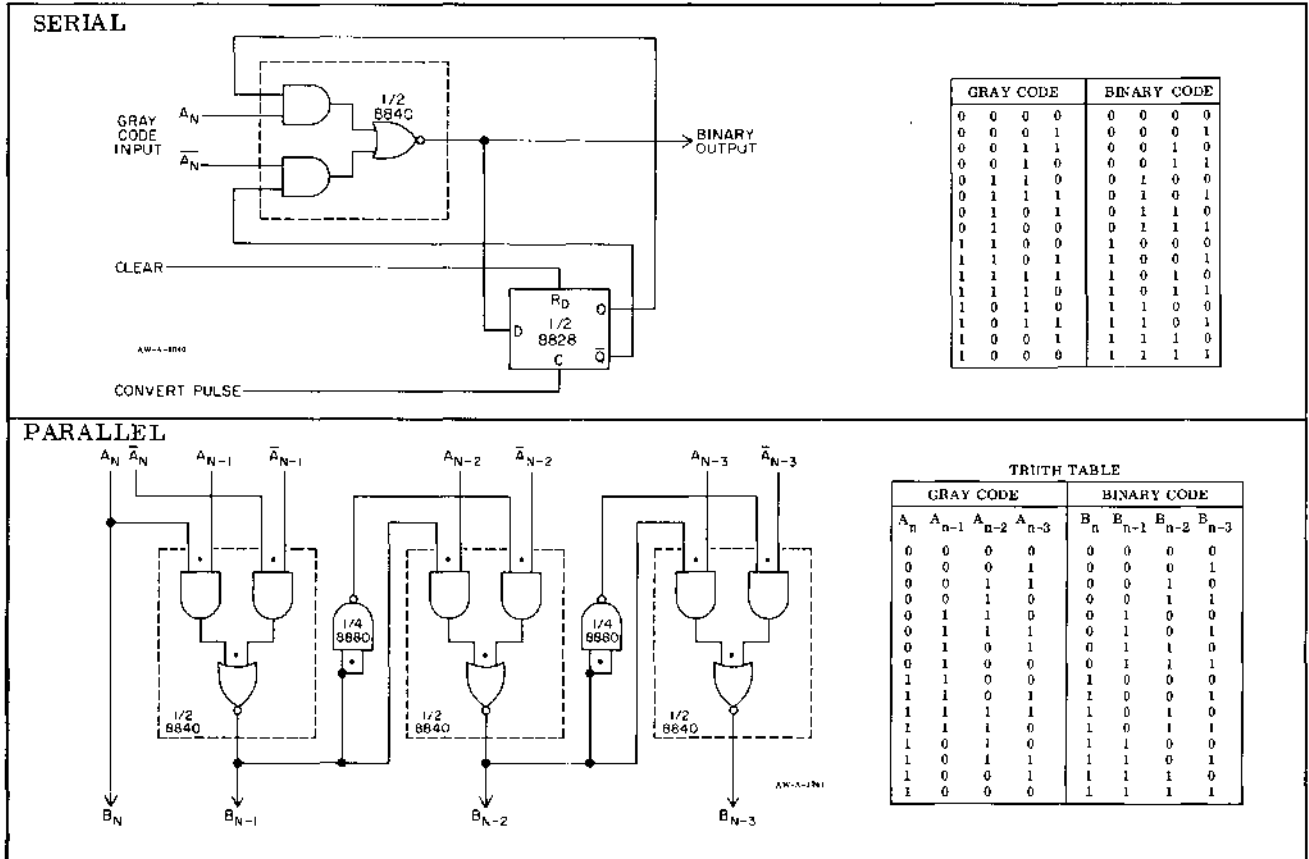 SERIAL
GRAY
CODE
INPUT
A_N
A̅_N
1/2
8840
BINARY
OUTPUT
CLEAR
R_D
D
1/2
8828
Q
Q̅
C
CONVERT PULSE
GRAY CODE BINARY CODE
0 0 0 0 0 0 0 0
0 0 0 1 0 0 0 1
0 0 1 1 0 0 1 0
0 0 1 0 0 0 1 1
0 1 1 0 0 1 0 0
0 1 1 1 0 1 0 1
0 1 0 1 0 1 1 0
0 1 0 0 0 1 1 1
1 1 0 0 1 0 0 0
1 1 0 1 1 0 0 1
1 1 1 1 1 0 1 0
1 1 1 0 1 0 1 1
1 0 1 0 1 1 0 0
1 0 1 1 1 1 0 1
1 0 0 1 1 1 1 0
1 0 0 0 1 1 1 1
PARALLEL
A_N A̅_N A_N-1 A̅_N-1 A_N-2 A̅_N-2 A_N-3 A̅_N-3
1/4
8880
1/4
8880
1/2
8840
1/2
8840
1/2
8840
B_N B_N-1 B_N-2 B_N-3
TRUTH TABLE
GRAY CODE BINARY CODE
A_n A_n-1 A_n-2 A_n-3 B_n B_n-1 B_n-2 B_n-3
0 0 0 0 0 0 0 0
0 0 0 1 0 0 0 1
0 0 1 1 0 0 1 0
0 0 1 0 0 0 1 1
0 1 1 0 0 1 0 0
0 1 1 1 0 1 0 1
0 1 0 1 0 1 1 0
0 1 0 0 0 1 1 1
1 1 0 0 1 0 0 0
1 1 0 1 1 0 0 1
1 1 1 1 1 0 1 0
1 1 1 0 1 0 1 1
1 0 1 0 1 1 0 0
1 0 1 1 1 1 0 1
1 0 0 1 1 1 1 0
1 0 0 0 1 1 1 1